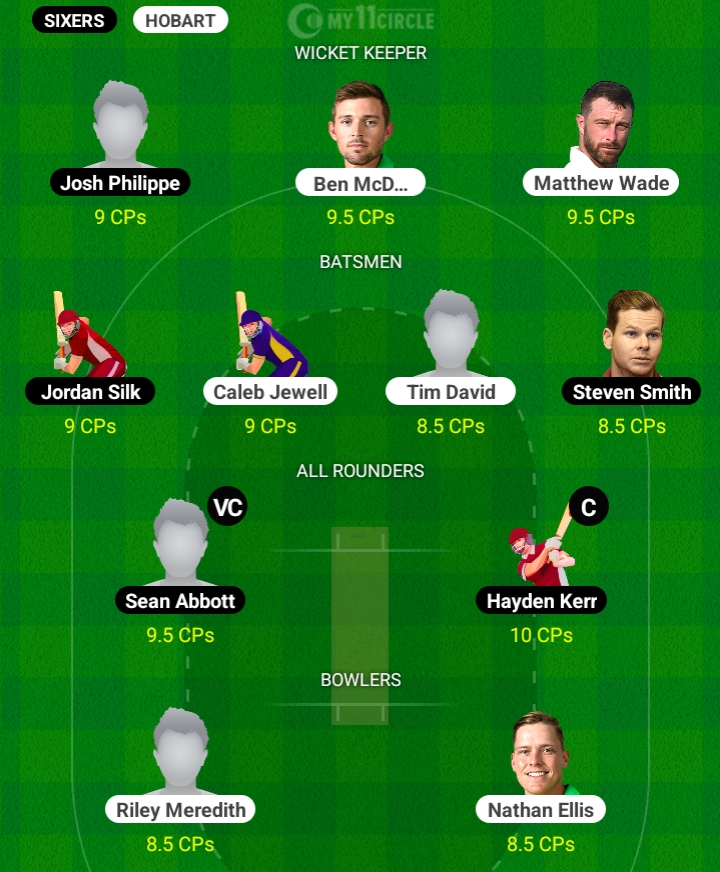 SIXERS HOBART MY11CIRCLE
WICKET KEEPER
Josh Philippe Ben McD... Matthew Wade
9 CPs 9.5 CPs 9.5 CPs
BATSMEN
Jordan Silk Caleb Jewell Tim David Steven Smith
9 CPs 9 CPs 8.5 CPs 8.5 CPs
ALL ROUNDERS
VC C
Sean Abbott Hayden Kerr
9.5 CPs 10 CPs
BOWLERS
Riley Meredith Nathan Ellis
8.5 CPs 8.5 CPs